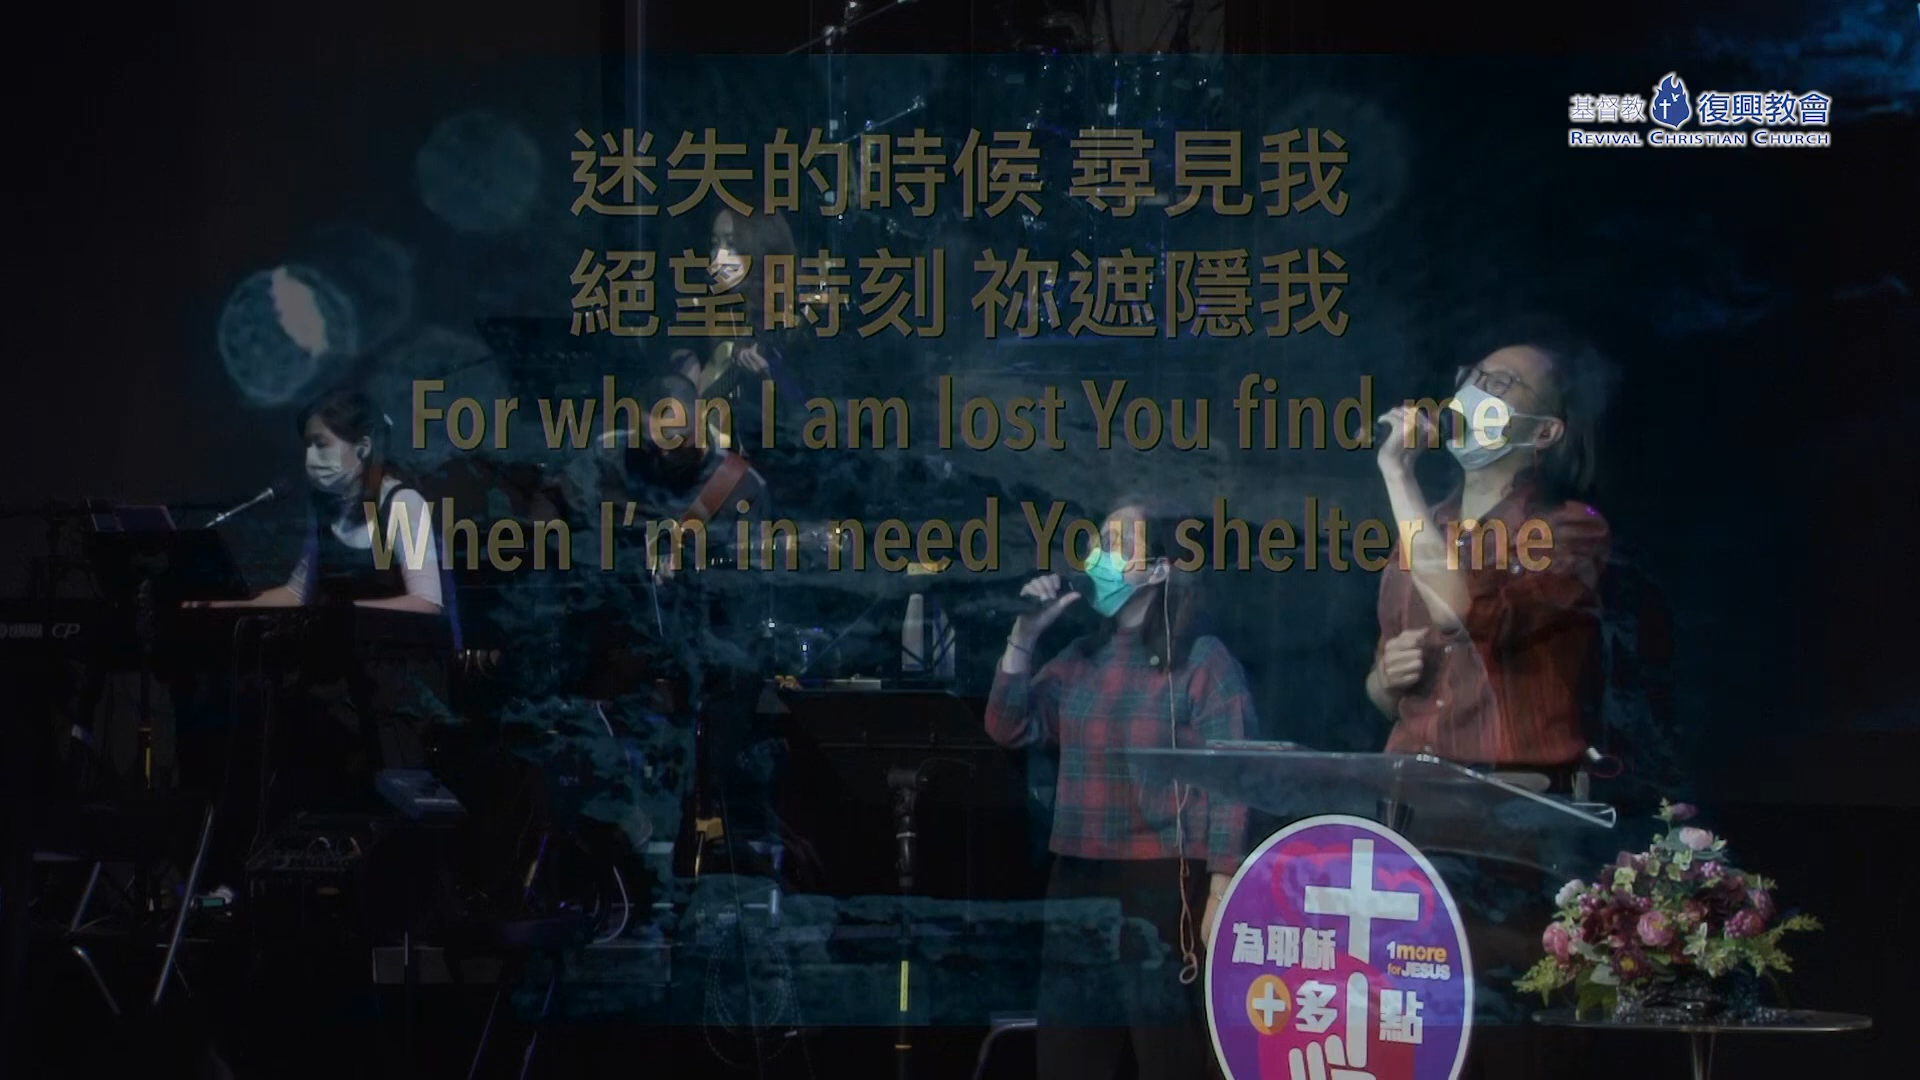 基督教 復興教會
REVIVAL CHRISTIAN CHURCH
迷失的時候 尋見我
絕望時刻 祢遮隱我
For when I am lost You find me
When I'm in need You shelter me
YAMAHA CP
為耶穌
1more
for JESUS
+多1點